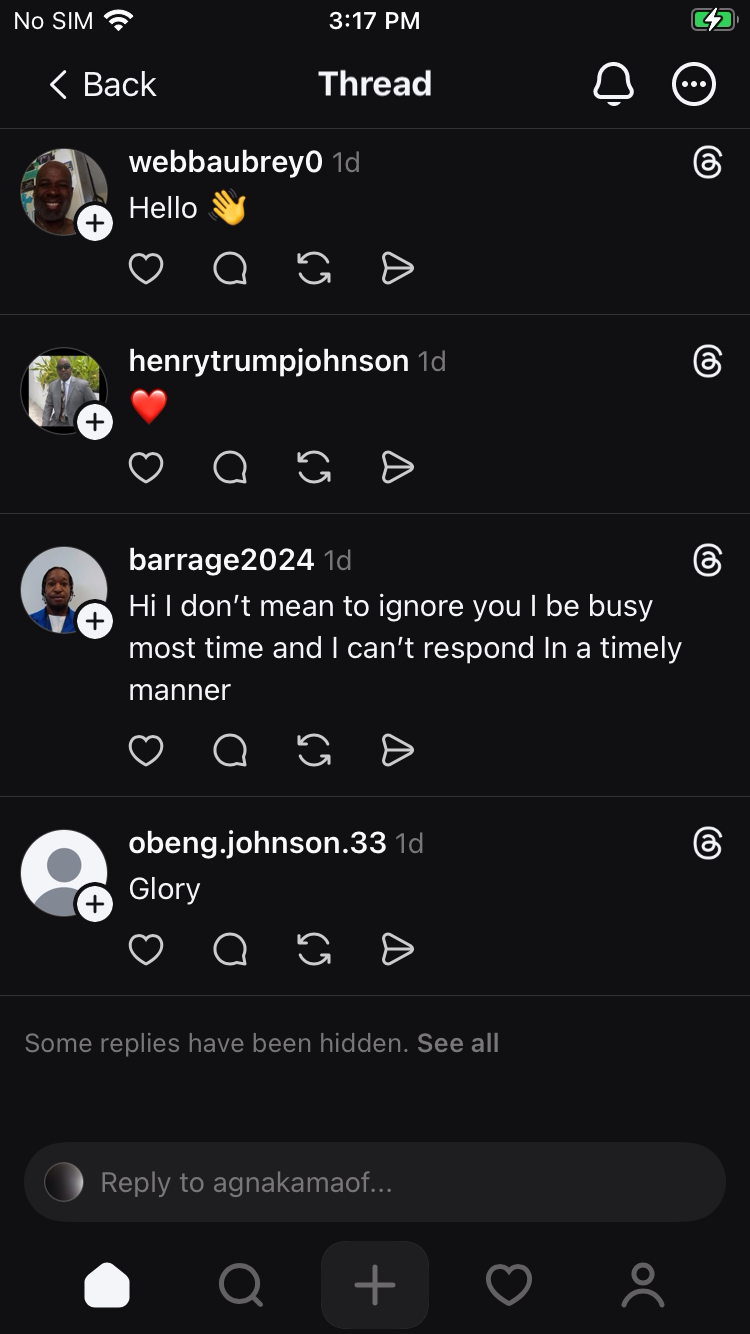 No SIM 3:17 PM
Back Thread
webbaubrey0 1d
Hello 👋
henrytrumpjohnson 1d
❤️
barrage2024 1d
Hi I don’t mean to ignore you I be busy
most time and I can’t respond In a timely
manner
obeng.johnson.33 1d
Glory
Some replies have been hidden. See all
Reply to agnakamaof...